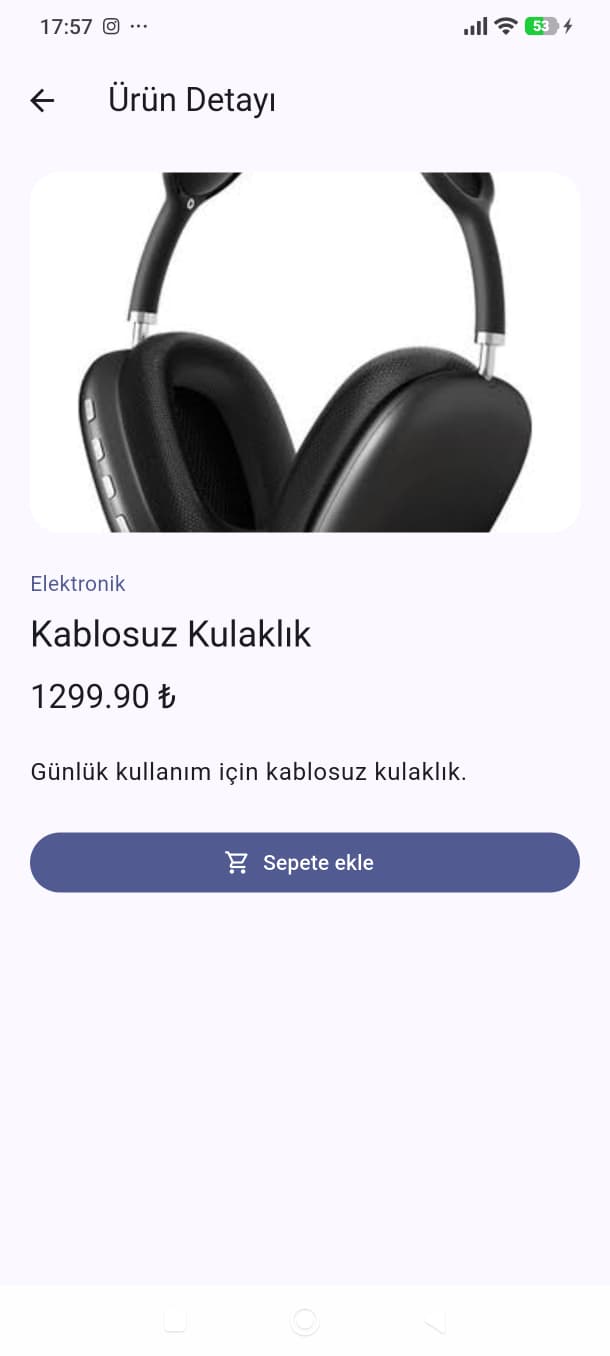 17:57
53
Ürün Detayı
Elektronik
Kablosuz Kulaklık
1299.90 ₺
Günlük kullanım için kablosuz kulaklık.
Sepete ekle